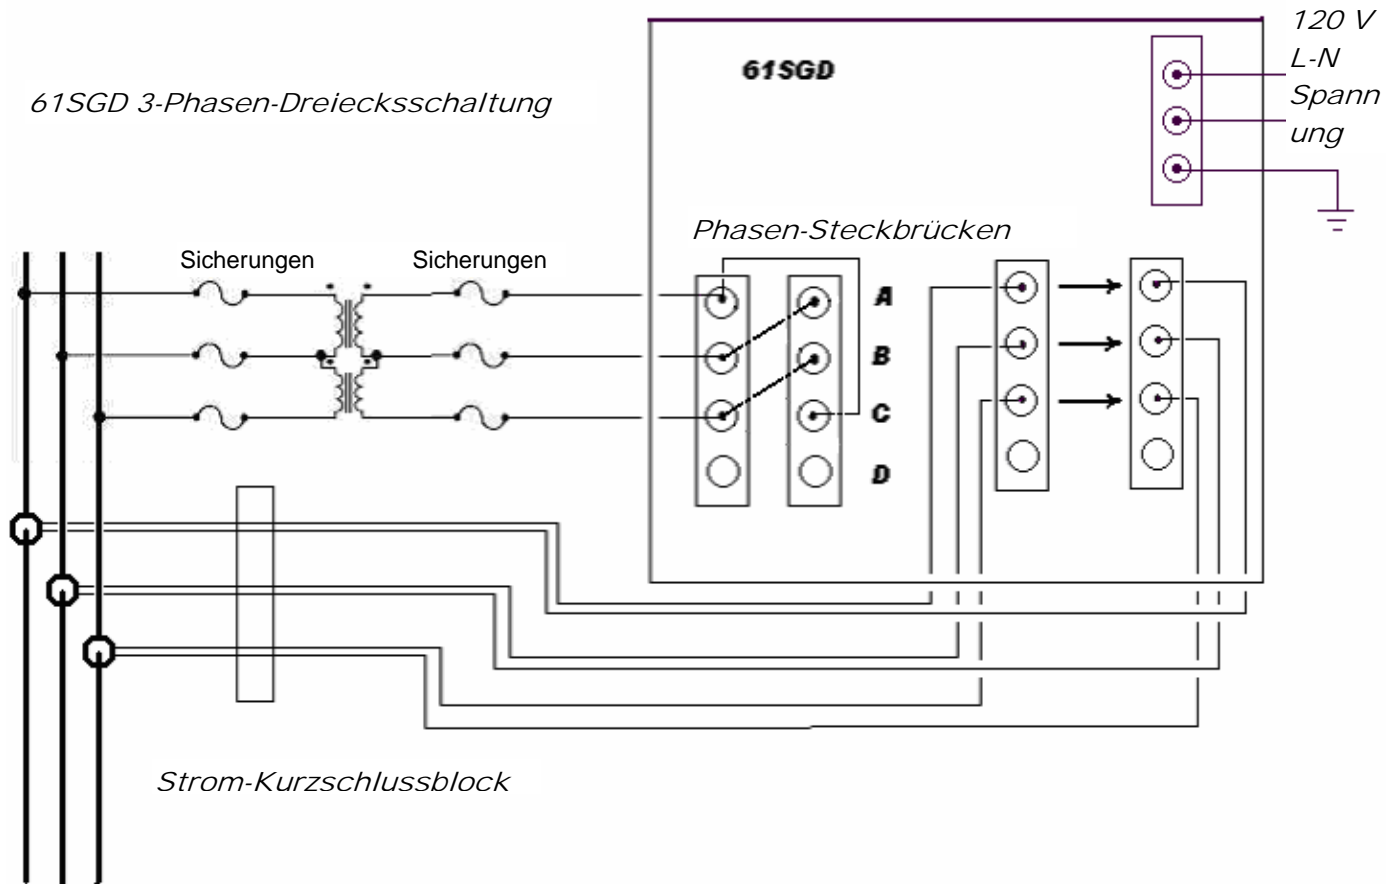 120 V
L-N
Spann
ung
61SGD
61SGD 3-Phasen-Dreiecksschaltung
Phasen-Steckbrücken
Sicherungen
Sicherungen
A
B
C
D
Strom-Kurzschlussblock